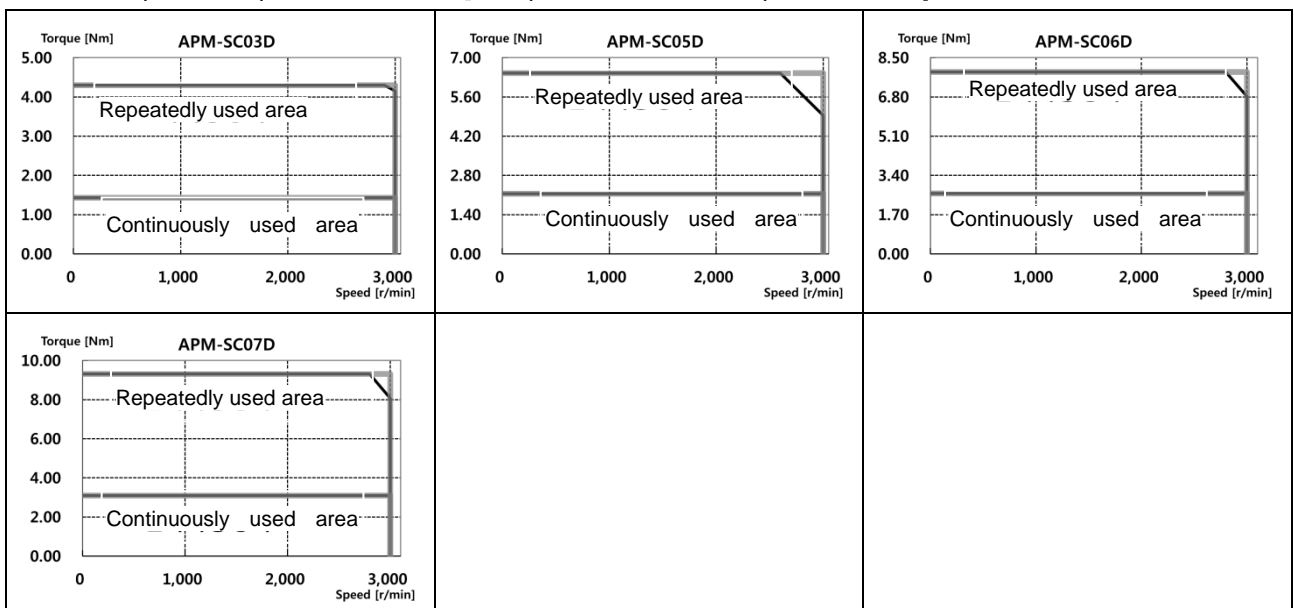 Torque [Nm] APM-SC03D
5.00
4.00
Repeatedly used area
3.00
2.00
1.00
Continuously used area
0.00
0 1,000 2,000 3,000
Speed [r/min]
Torque [Nm] APM-SC05D
7.00
5.60
Repeatedly used area
4.20
2.80
1.40
Continuously used area
0.00
0 1,000 2,000 3,000
Speed [r/min]
Torque [Nm] APM-SC06D
8.50
Repeatedly used area
6.80
5.10
3.40
1.70
Continuously used area
0.00
0 1,000 2,000 3,000
Speed [r/min]
Torque [Nm] APM-SC07D
10.00
8.00
Repeatedly used area
6.00
4.00
2.00
Continuously used area
0.00
0 1,000 2,000 3,000
Speed [r/min]